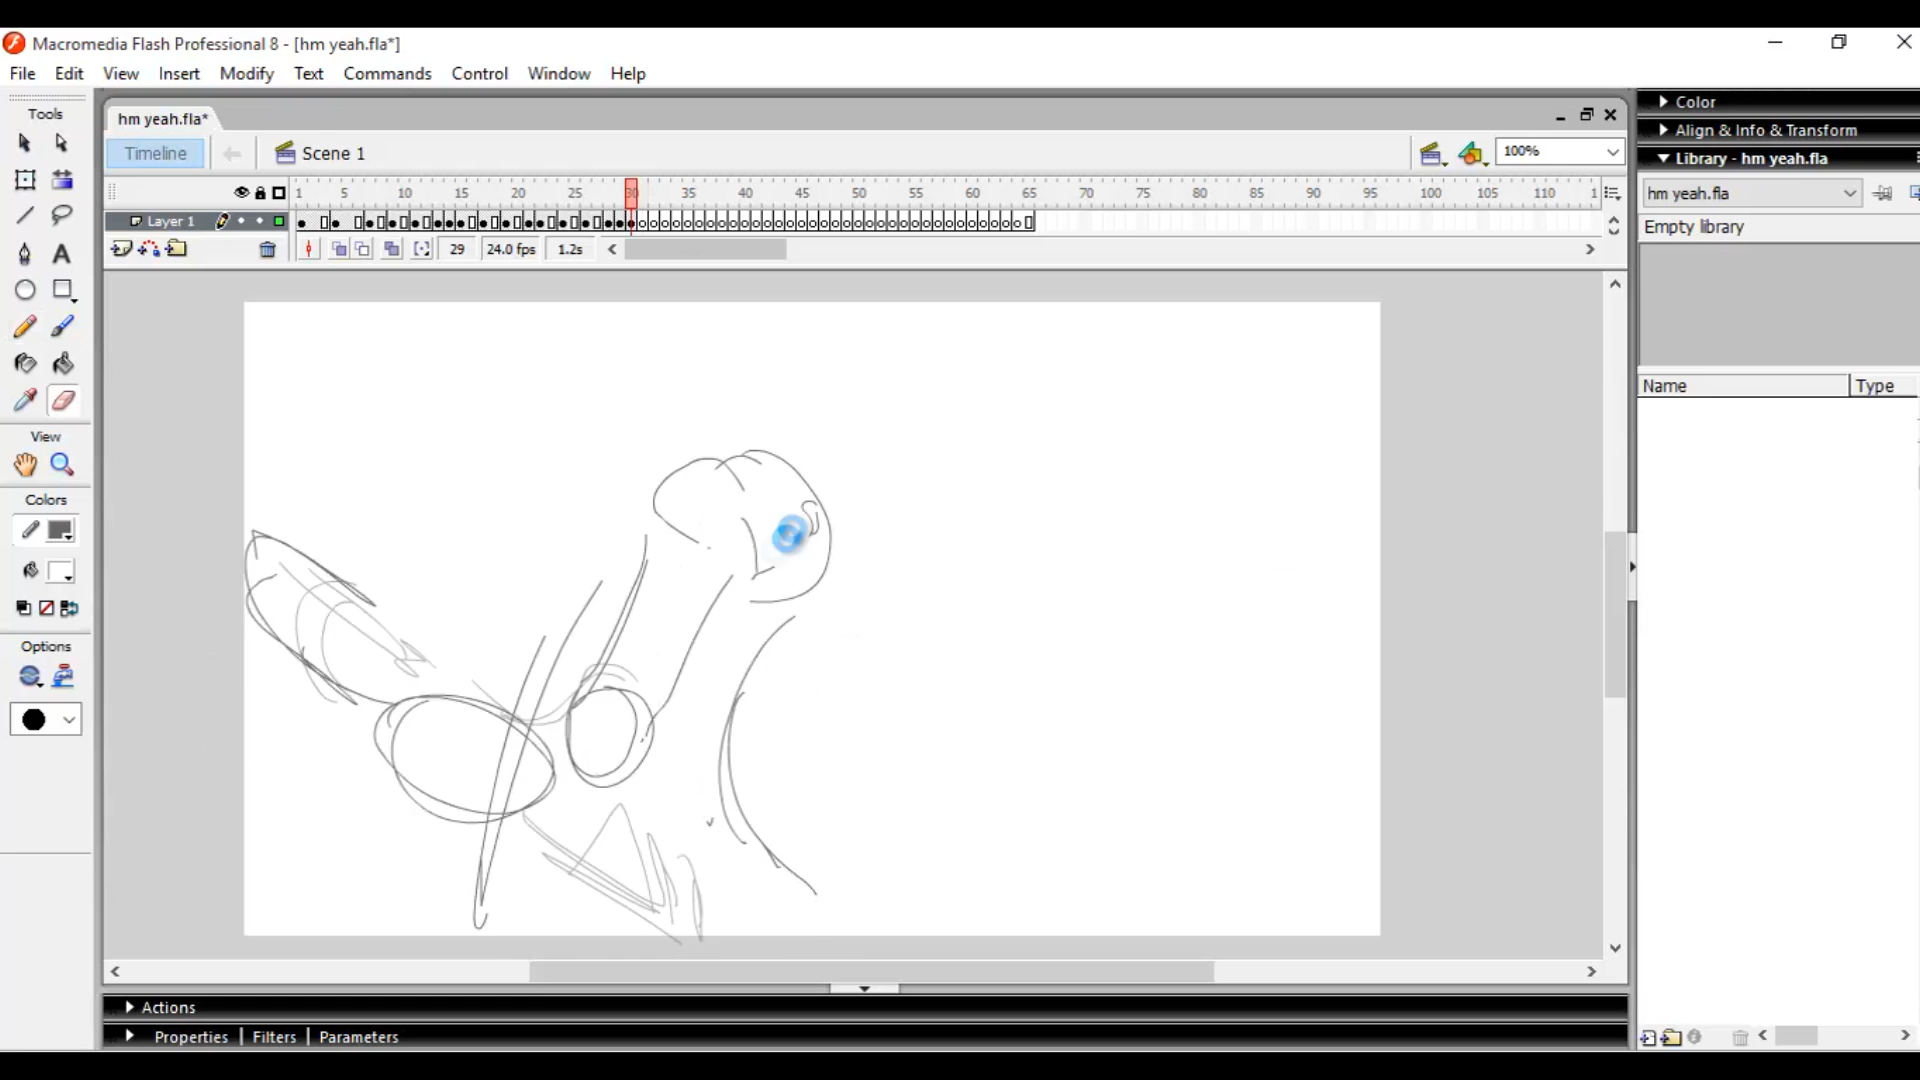 Macromedia Flash Professional 8 - [hm yeah.fla*]
File Edit View Insert Modify Text Commands Control Window Help
Tools
hm yeah.fla*
Timeline
Scene 1
100%
1 5 10 15 20 25 30 35 40 45 50 55 60 65 70 75 80 85 90 95 100 105 110 1
Layer 1
29 24.0 fps 1.2s
View
Colors
Options
Color
Align & Info & Transform
Library - hm yeah.fla
hm yeah.fla
Empty library
Name Type
Actions
Properties Filters Parameters